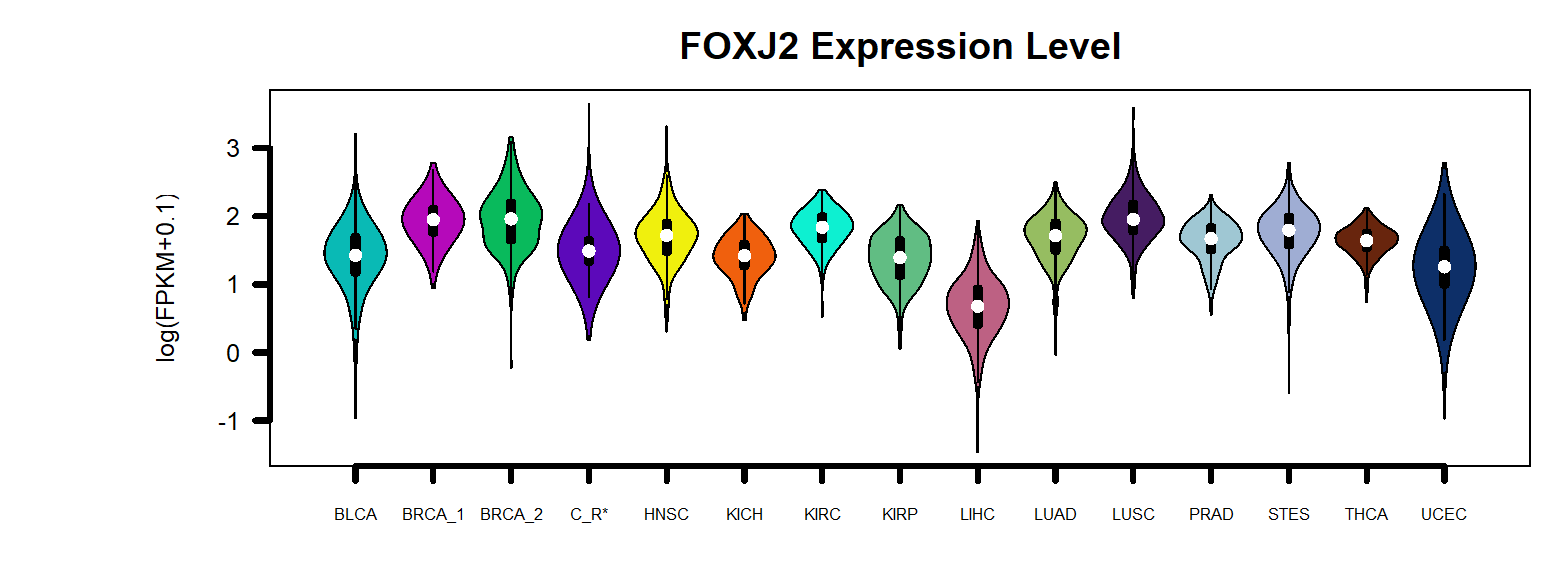 FOXJ2 Expression Level
log(FPKM+0.1)
3
2
1
0
-1
BLCA BRCA_1 BRCA_2 C_R* HNSC KICH KIRC KIRP LIHC LUAD LUSC PRAD STES THCA UCEC